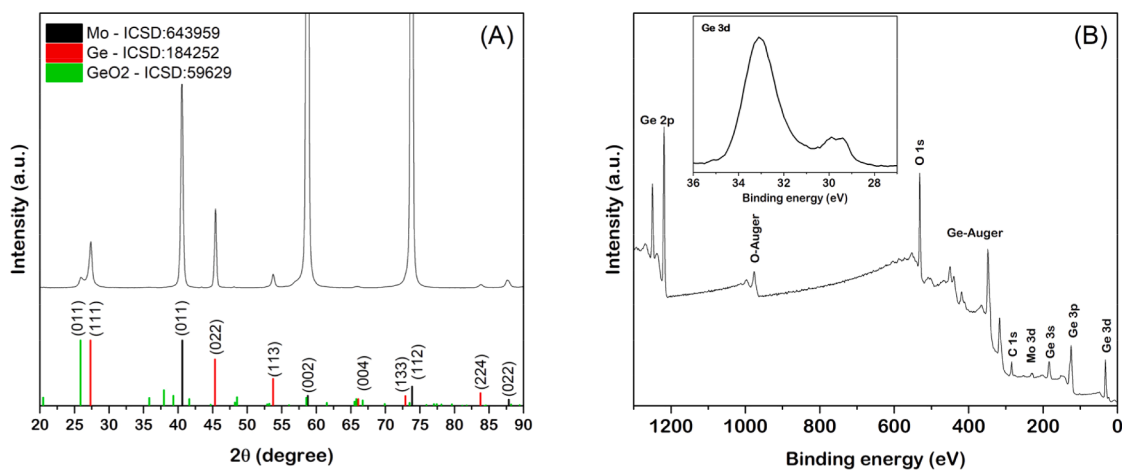 (A)
Mo - ICSD:643959
Ge - ICSD:184252
GeO2 - ICSD:59629
Intensity (a.u.)
(011)
(111)
(011)
(022)
(113)
(002)
(004)
(133)
(112)
(224)
(022)
20 25 30 35 40 45 50 55 60 65 70 75 80 85 90
2θ (degree)
(B)
Ge 3d
36 34 32 30 28
Binding energy (eV)
Intensity (a.u.)
Ge 2p
O-Auger
O 1s
Ge-Auger
C 1s
Mo 3d
Ge 3s
Ge 3p
Ge 3d
1200 1000 800 600 400 200 0
Binding energy (eV)